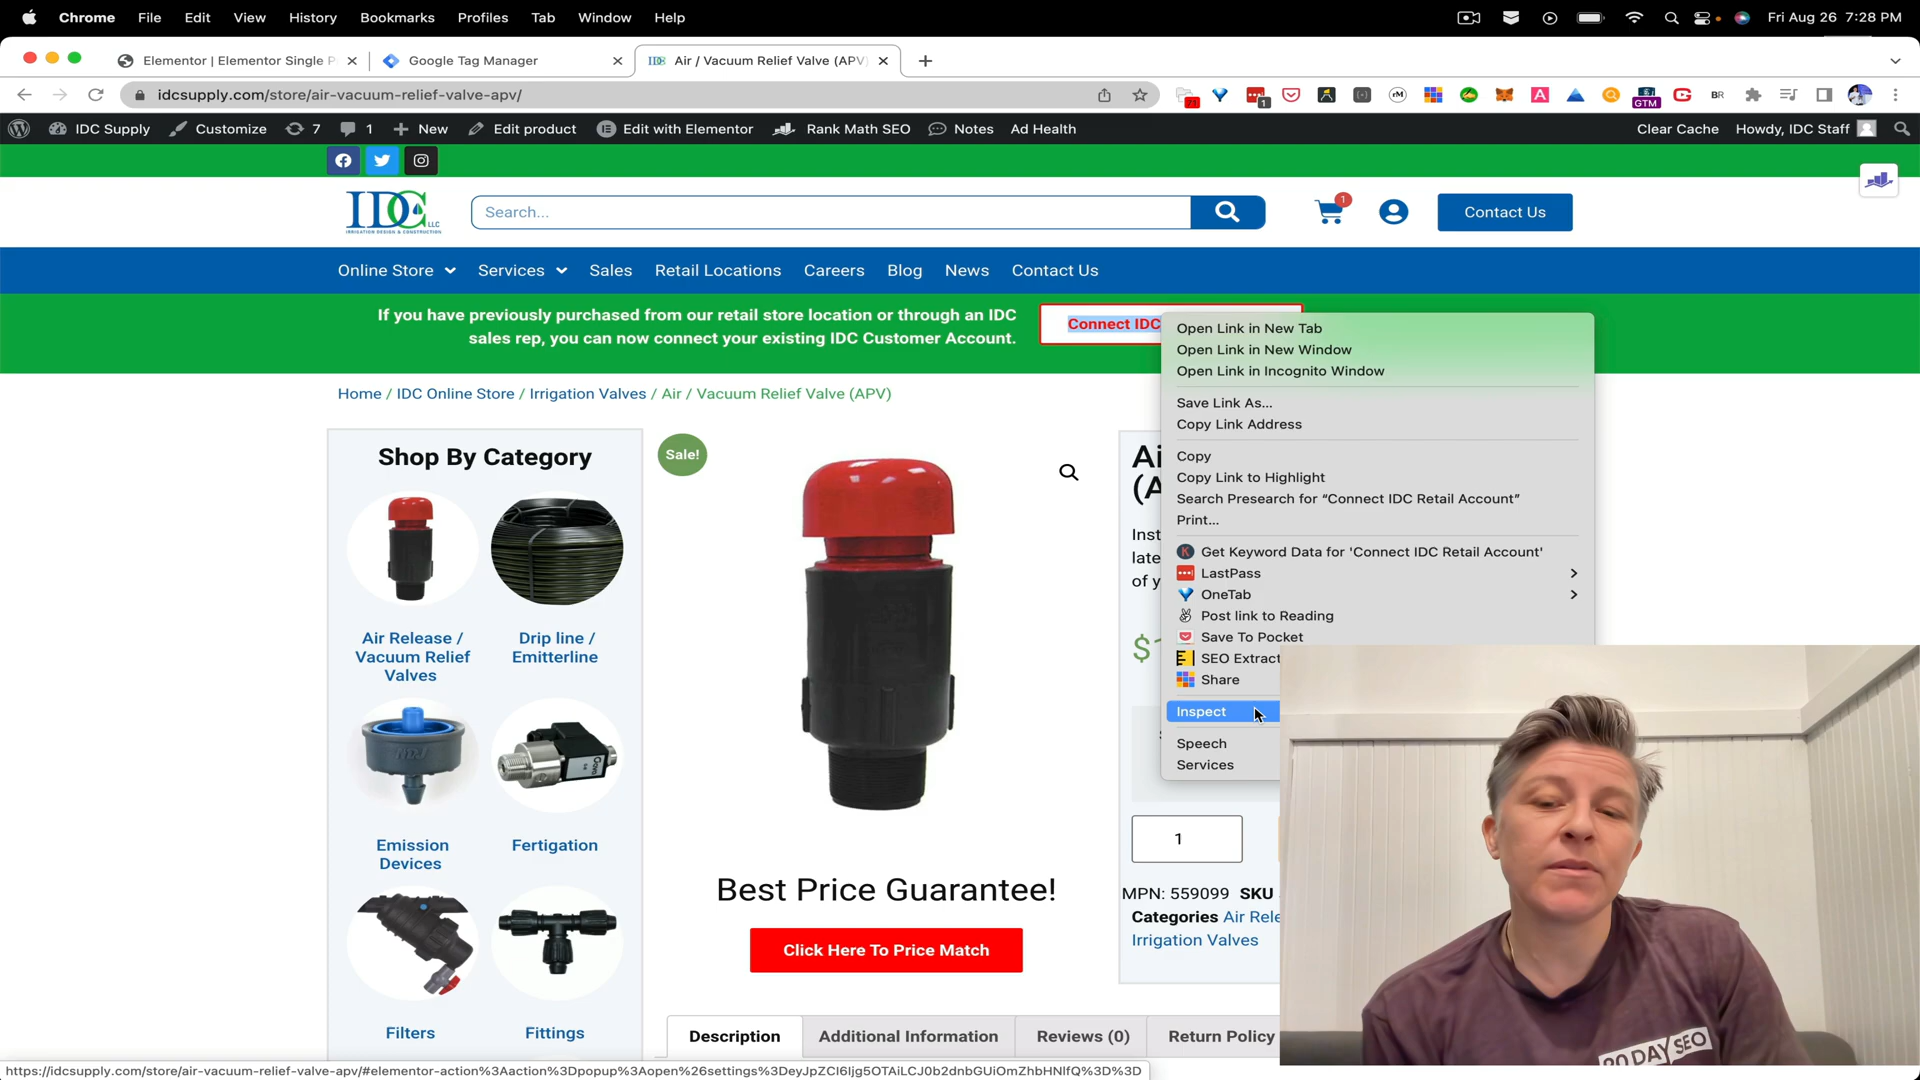 Chrome File Edit View History Bookmarks Profiles Tab Window Help
Fri Aug 26 7:28 PM
Elementor | Elementor Single P
Google Tag Manager
IDC Air / Vacuum Relief Valve (APV)
idcsupply.com/store/air-vacuum-relief-valve-apv/
21
1
GTM
BR
IDC Supply Customize 7 1 New Edit product Edit with Elementor Rank Math SEO Notes Ad Health
Clear Cache Howdy, IDC Staff
IDC LLC
IRRIGATION DESIGN & CONSTRUCTION
Search...
1
Contact Us
Online Store Services Sales Retail Locations Careers Blog News Contact Us
If you have previously purchased from our retail store location or through an IDC
sales rep, you can now connect your existing IDC Customer Account.
Connect IDC
Home / IDC Online Store / Irrigation Valves / Air / Vacuum Relief Valve (APV)
Shop By Category
Air Release /
Vacuum Relief
Valves
Drip line /
Emitterline
Emission
Devices
Fertigation
Filters
Fittings
Sale!
Best Price Guarantee!
Click Here To Price Match
Open Link in New Tab
Open Link in New Window
Open Link in Incognito Window
Save Link As...
Copy Link Address
Copy
Copy Link to Highlight
Search Presearch for “Connect IDC Retail Account”
Print...
Get Keyword Data for 'Connect IDC Retail Account'
LastPass
OneTab
Post link to Reading
Save To Pocket
SEO Extract
Share
Inspect
Speech
Services
1
MPN: 559099 SKU
Categories Air Rele
Irrigation Valves
Description Additional Information Reviews (0) Return Policy
DAY SEO
https://idcsupply.com/store/air-vacuum-relief-valve-apv/#elementor-action%3Aaction%3Dpopup%3Aopen%26settings%3DeyJpZCI6Ijg5OTAiLCJ0b2dnbGUiOmZhbHNlfQ%3D%3D